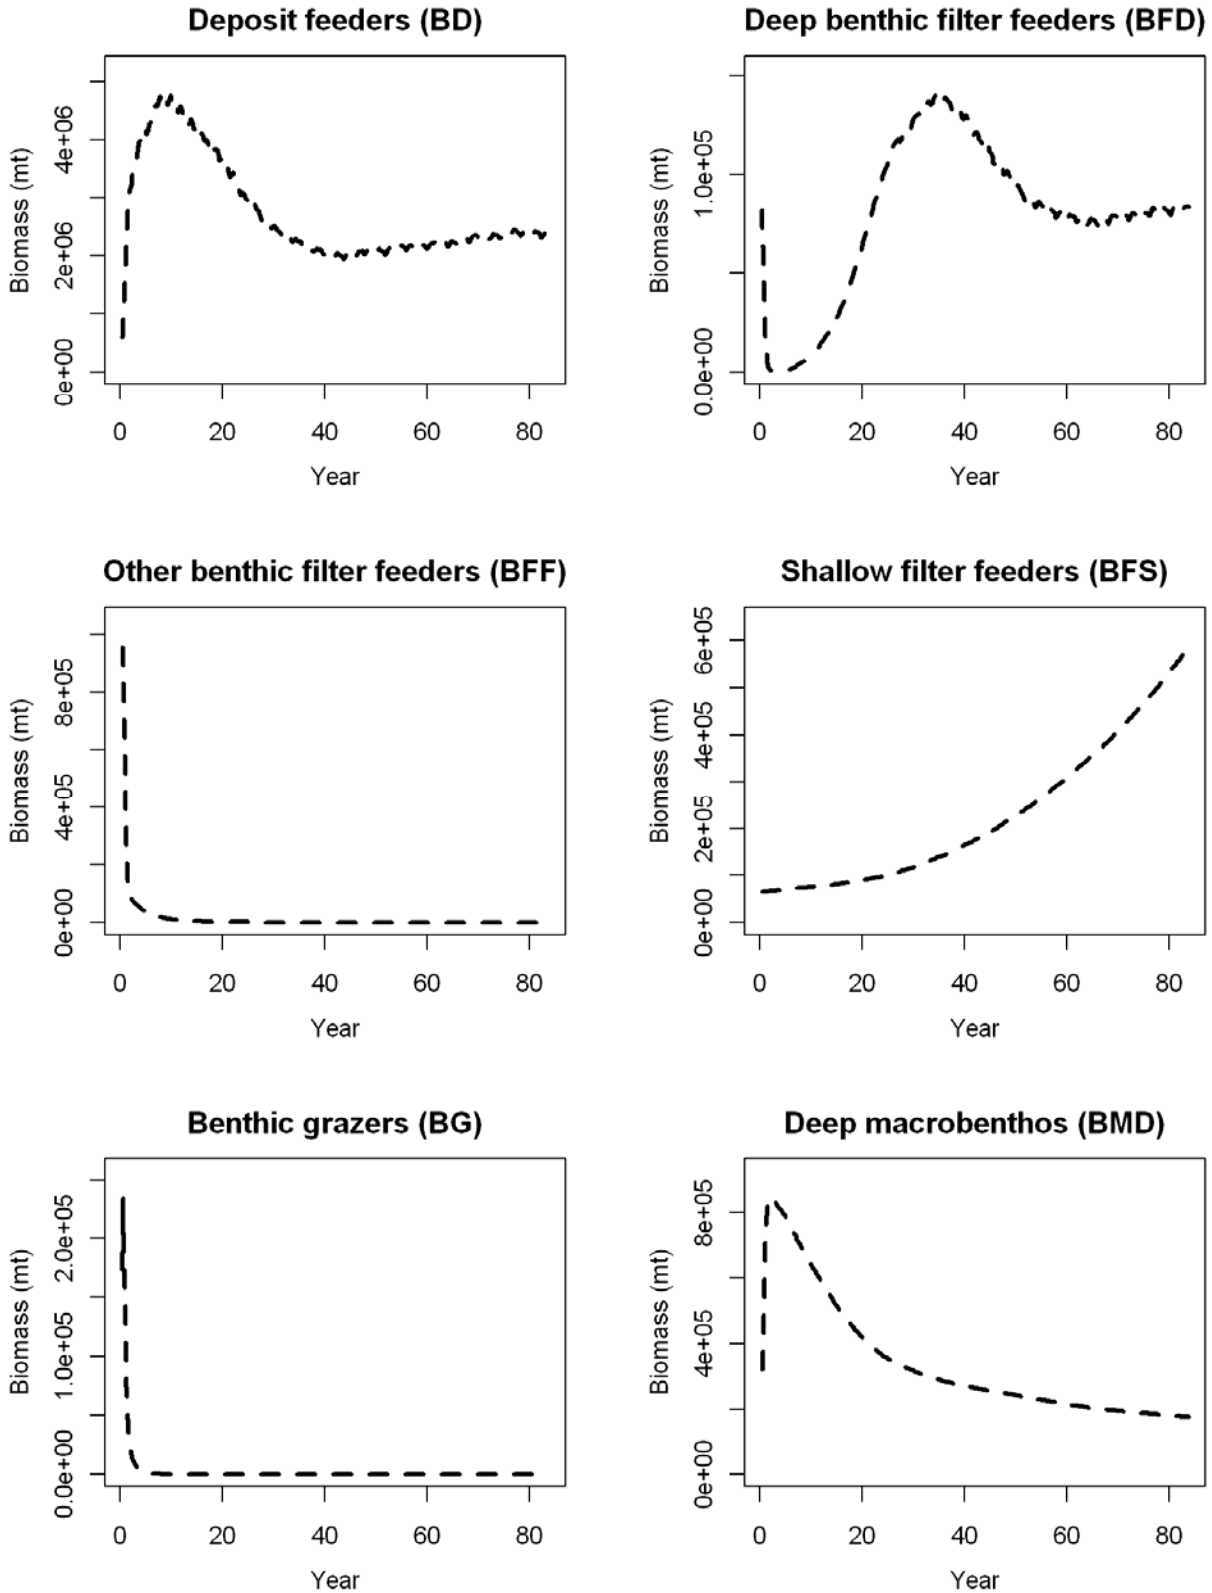 Deposit feeders (BD)
Biomass (mt)
4e+06
2e+06
0e+00
0 20 40 60 80
Year
Deep benthic filter feeders (BFD)
Biomass (mt)
1.0e+05
0.0e+00
0 20 40 60 80
Year
Other benthic filter feeders (BFF)
Biomass (mt)
8e+05
4e+05
0e+00
0 20 40 60 80
Year
Shallow filter feeders (BFS)
Biomass (mt)
6e+05
4e+05
2e+05
0e+00
0 20 40 60 80
Year
Benthic grazers (BG)
Biomass (mt)
2.0e+05
1.0e+05
0.0e+00
0 20 40 60 80
Year
Deep macrobenthos (BMD)
Biomass (mt)
8e+05
4e+05
0e+00
0 20 40 60 80
Year